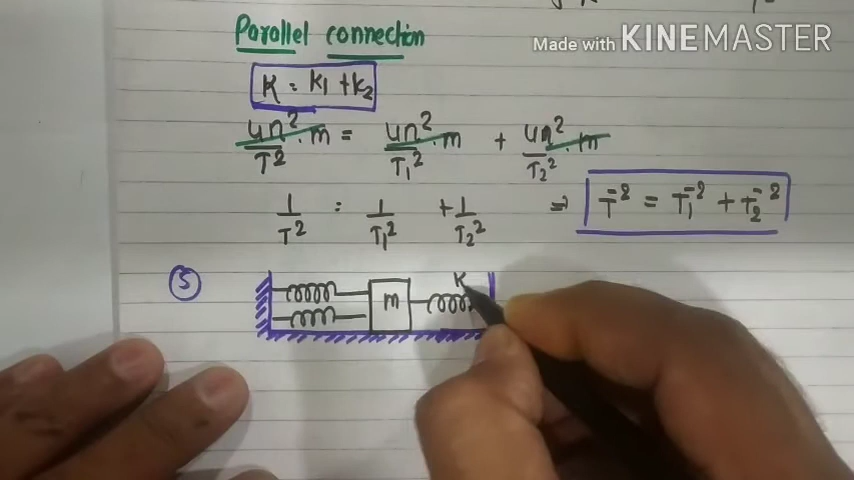 Made with KINEMASTER
Parallel connection
K = K₁ + K₂
4π²/T² · m = 4π²/T₁² · m + 4π²/T₂² · m
1/T² = 1/T₁² + 1/T₂² ⇒ T⁻² = T₁⁻² + T₂⁻²
5
m K